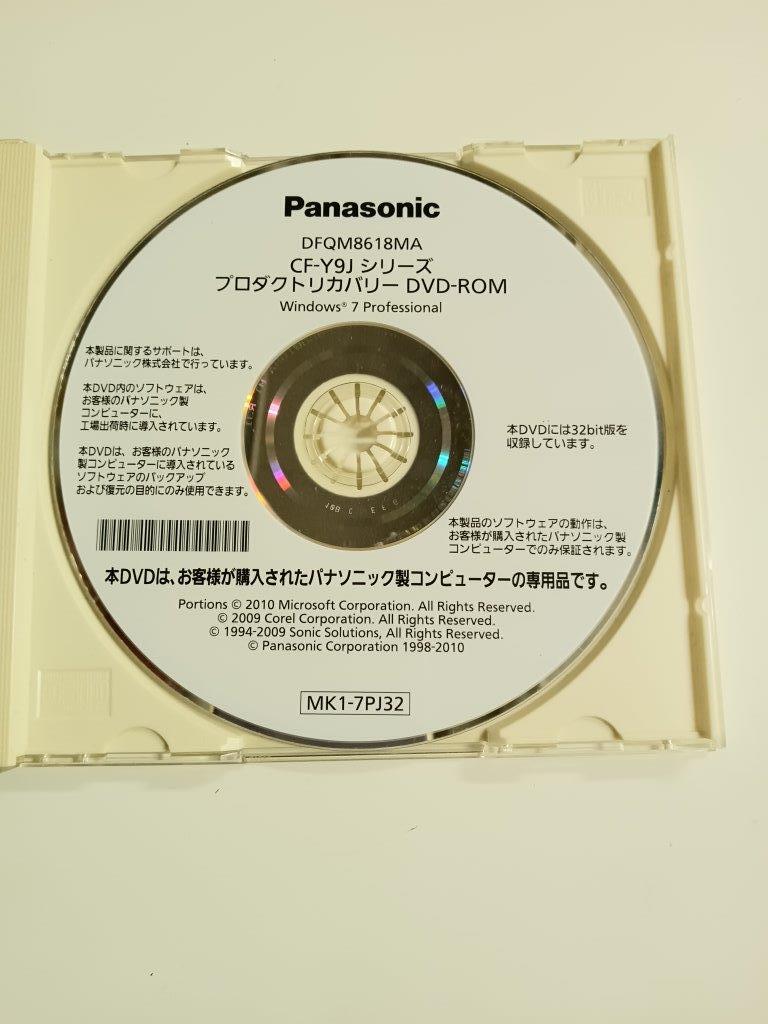 Panasonic
DFQM8618MA
CF-Y9J シリーズ
プロダクトリカバリー DVD-ROM
Windows® 7 Professional
本製品に関するサポートは、
パナソニック株式会社で行っています。
本DVD内のソフトウェアは、
お客様のパナソニック製
コンピューターに、
工場出荷時に導入されています。
本DVDは、お客様のパナソニック
製コンピューターに導入されている
ソフトウェアのバックアップ
および復元の目的にのみ使用できます。
本DVDには32bit版を
収録しています。
本製品のソフトウェアの動作は、
お客様が購入されたパナソニック製
コンピューターでのみ保証されます。
本DVDは、お客様が購入されたパナソニック製コンピューターの専用品です。
Portions © 2010 Microsoft Corporation. All Rights Reserved.
© 2009 Corel Corporation. All Rights Reserved.
© 1994-2009 Sonic Solutions, All Rights Reserved.
© Panasonic Corporation 1998-2010
MK1-7PJ32